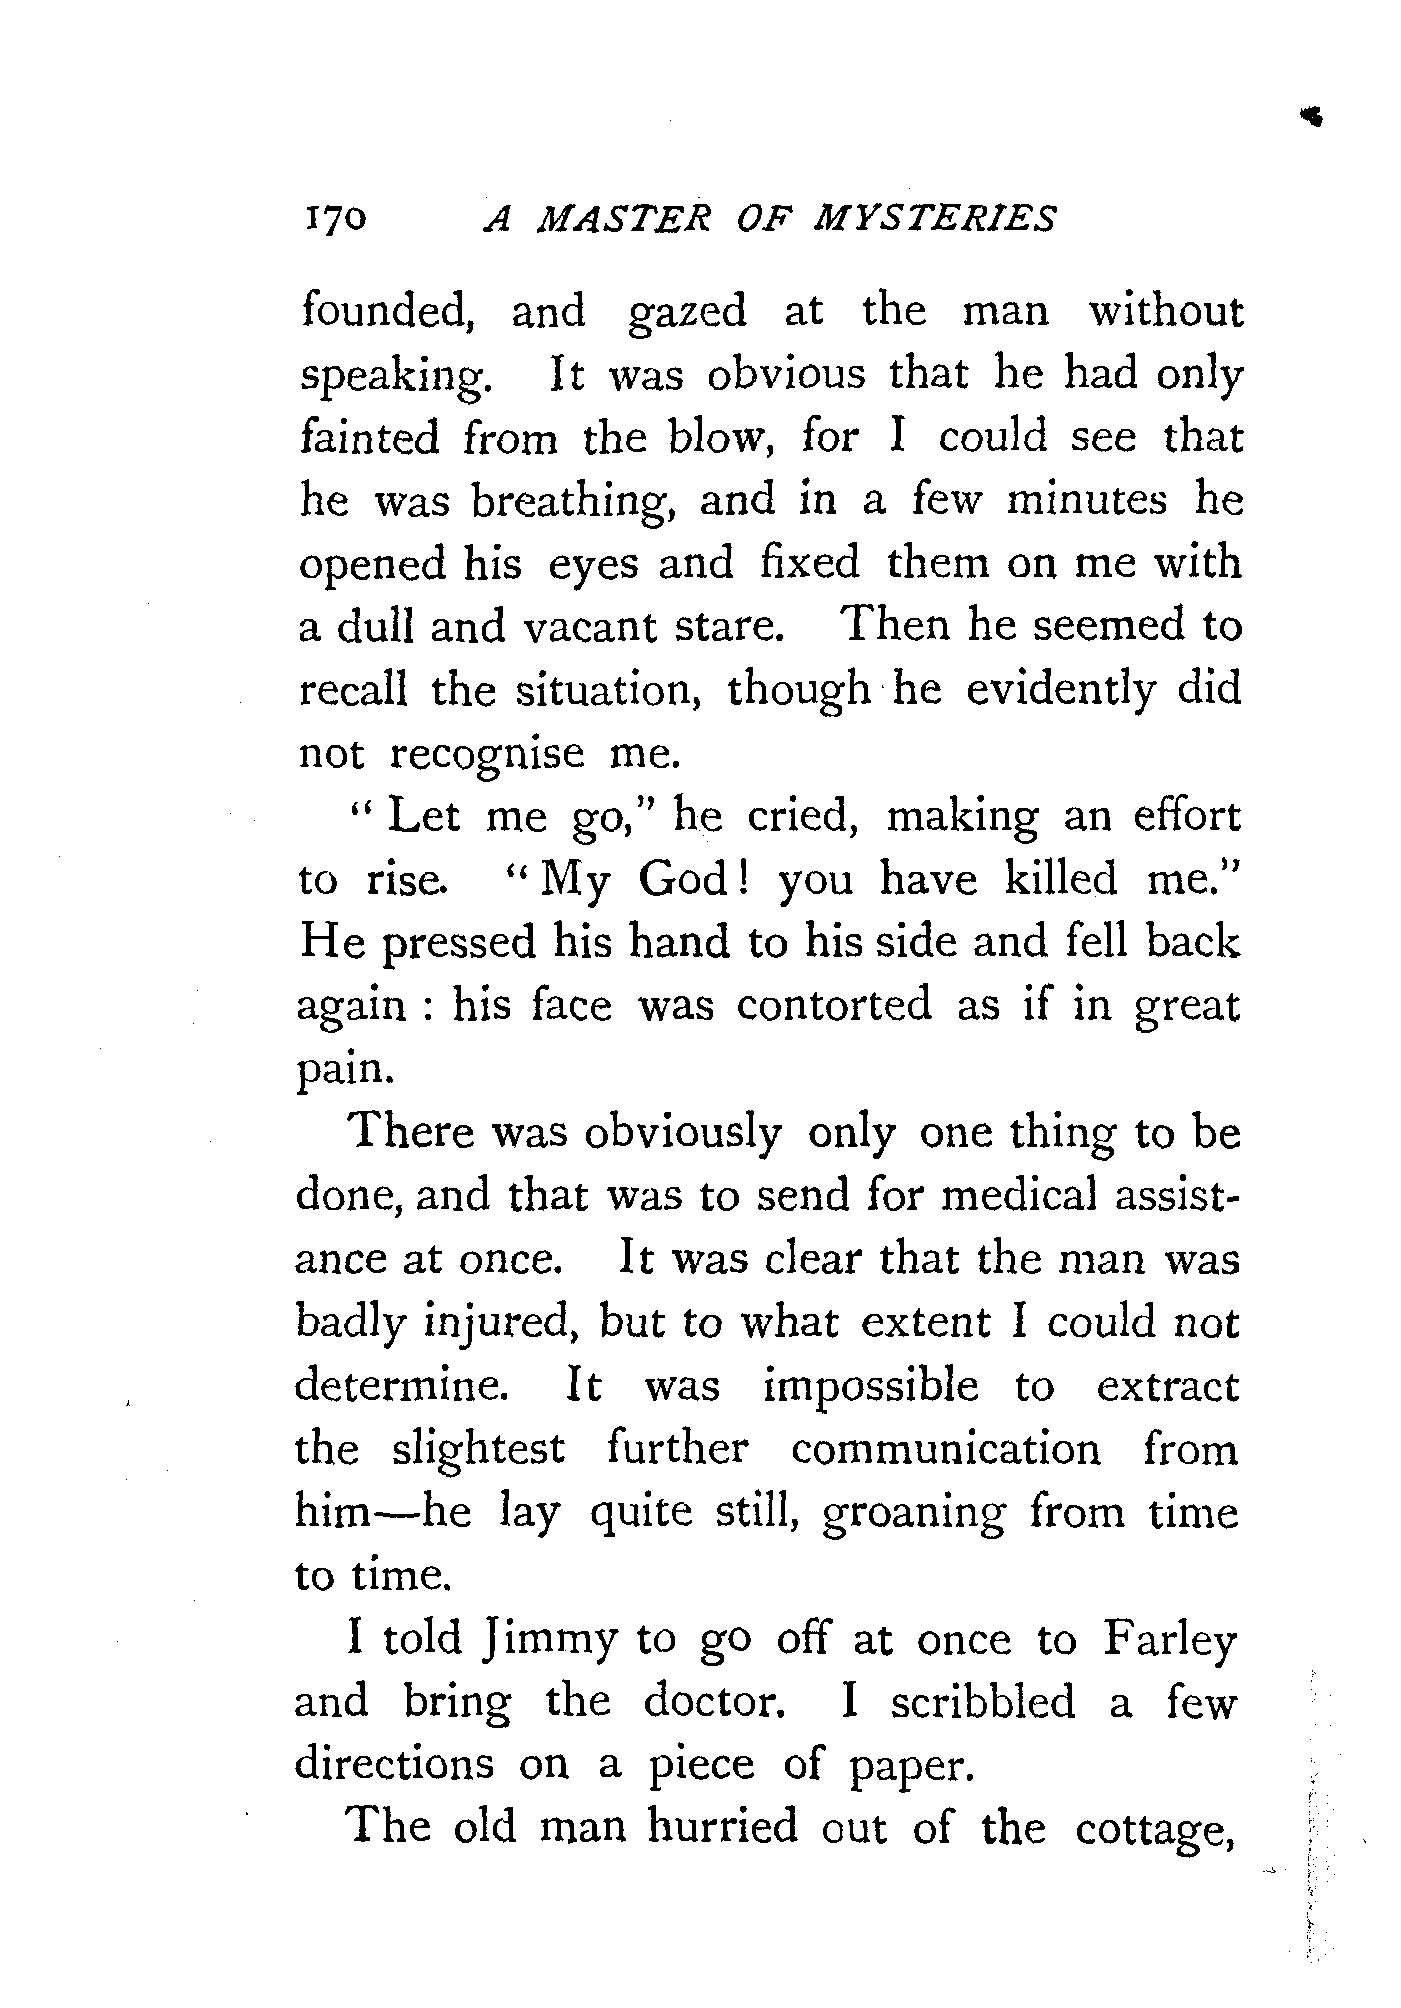 170 A MASTER OF MYSTERIES
founded, and gazed at the man without
speaking. It was obvious that he had only
fainted from the blow, for I could see that
he was breathing, and in a few minutes he
opened his eyes and fixed them on me with
a dull and vacant stare. Then he seemed to
recall the situation, though he evidently did
not recognise me.
“ Let me go,” he cried, making an effort
to rise. “ My God! you have killed me.”
He pressed his hand to his side and fell back
again : his face was contorted as if in great
pain.
There was obviously only one thing to be
done, and that was to send for medical assist-
ance at once. It was clear that the man was
badly injured, but to what extent I could not
determine. It was impossible to extract
the slightest further communication from
him—he lay quite still, groaning from time
to time.
I told Jimmy to go off at once to Farley
and bring the doctor. I scribbled a few
directions on a piece of paper.
The old man hurried out of the cottage,